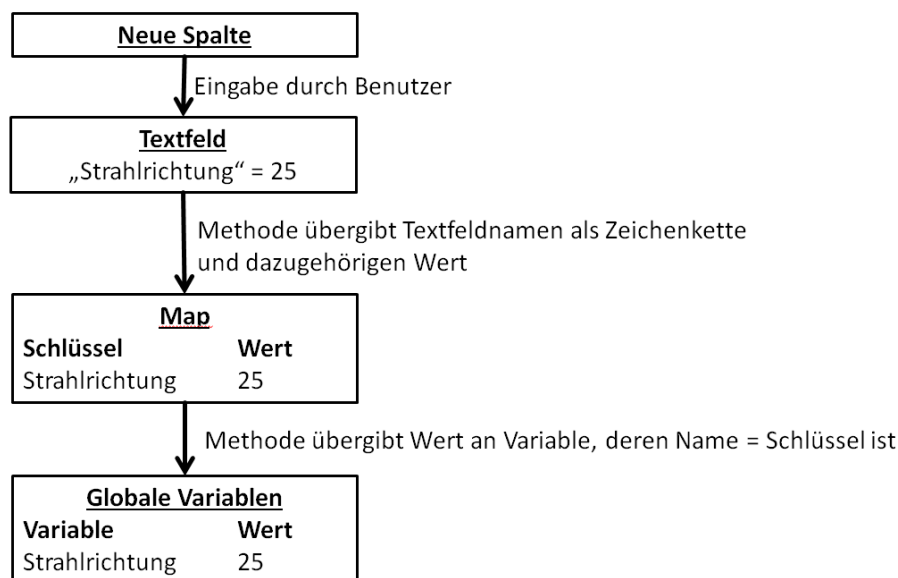 Neue Spalte
Eingabe durch Benutzer
Textfeld
„Strahlrichtung“ = 25
Methode übergibt Textfeldnamen als Zeichenkette
und dazugehörigen Wert
Map
Schlüssel Wert
Strahlrichtung 25
Methode übergibt Wert an Variable, deren Name = Schlüssel ist
Globale Variablen
Variable Wert
Strahlrichtung 25